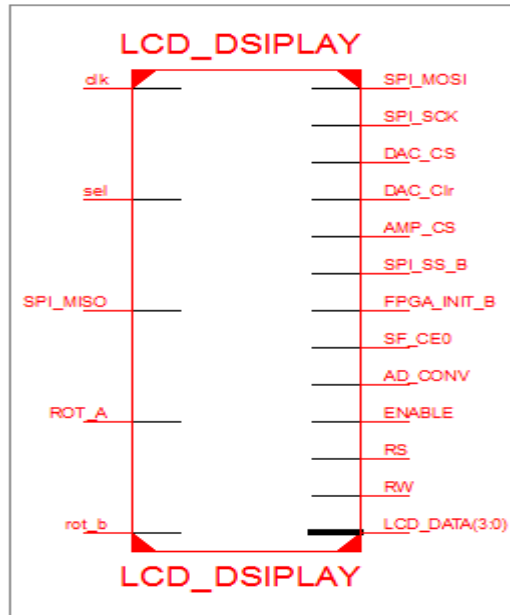 LCD_DSIPLAY
clk SPI_MOSI
SPI_SCK
DAC_CS
sel DAC_Clr
AMP_CS
SPI_SS_B
SPI_MISO FPGA_INIT_B
SF_CE0
AD_CONV
ROT_A ENABLE
RS
RW
rot_b LCD_DATA(3:0)
LCD_DSIPLAY